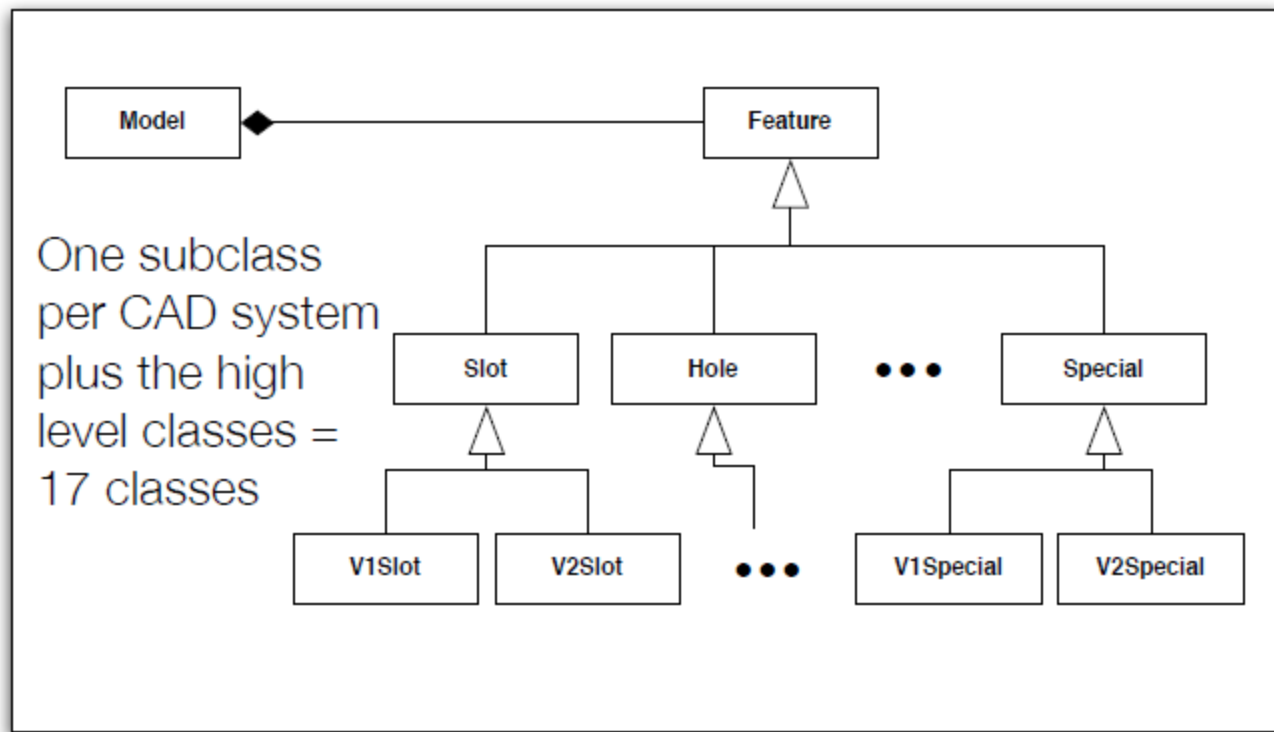 Model
Feature
One subclass
per CAD system
plus the high
level classes =
17 classes
Slot
Hole
•••
Special
V1Slot
V2Slot
•••
V1Special
V2Special